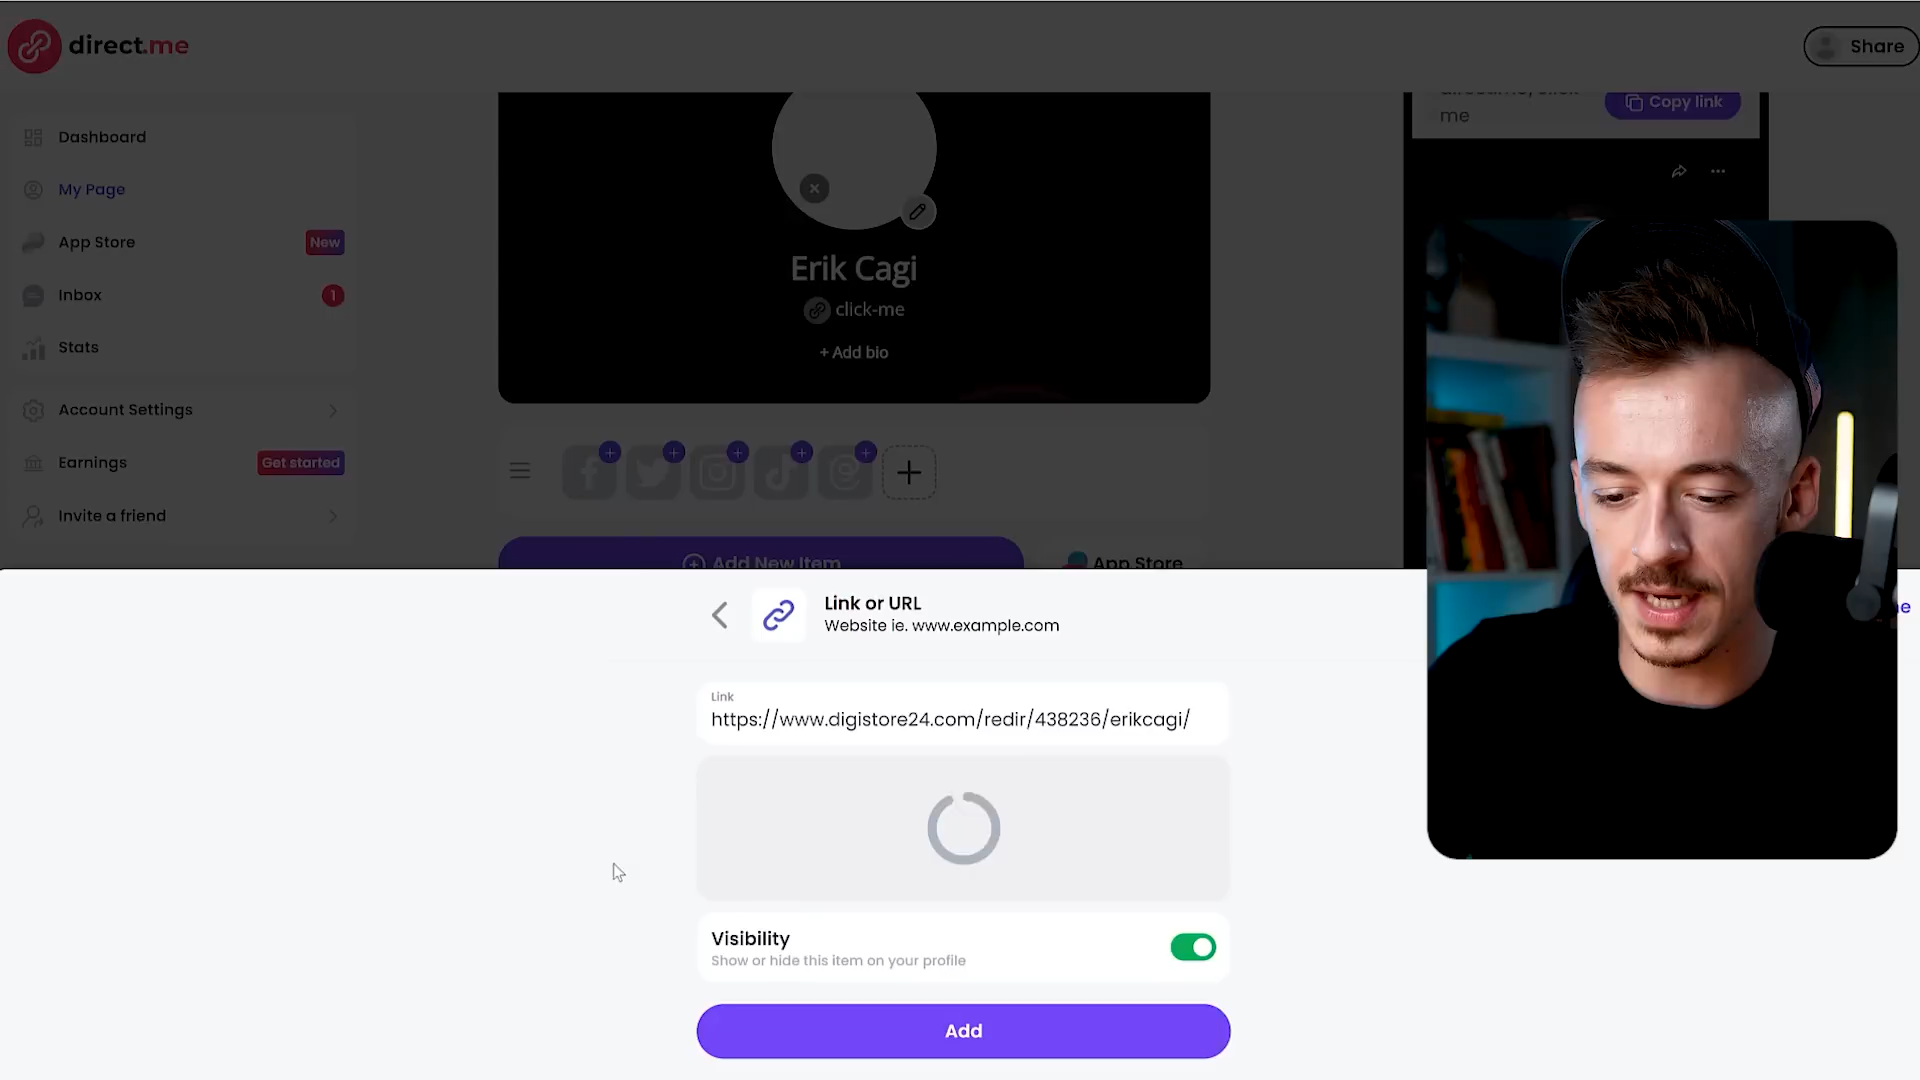 direct.me
Share
Dashboard
My Page
App Store
New
Inbox
1
Stats
Account Settings
Earnings
Get started
Invite a friend
me
Copy link
Erik Cagi
click-me
+ Add bio
Add New Item
App Store
Link or URL
Website ie. www.example.com
Link
https://www.digistore24.com/redir/438236/erikcagi/
Visibility
Show or hide this item on your profile
Add